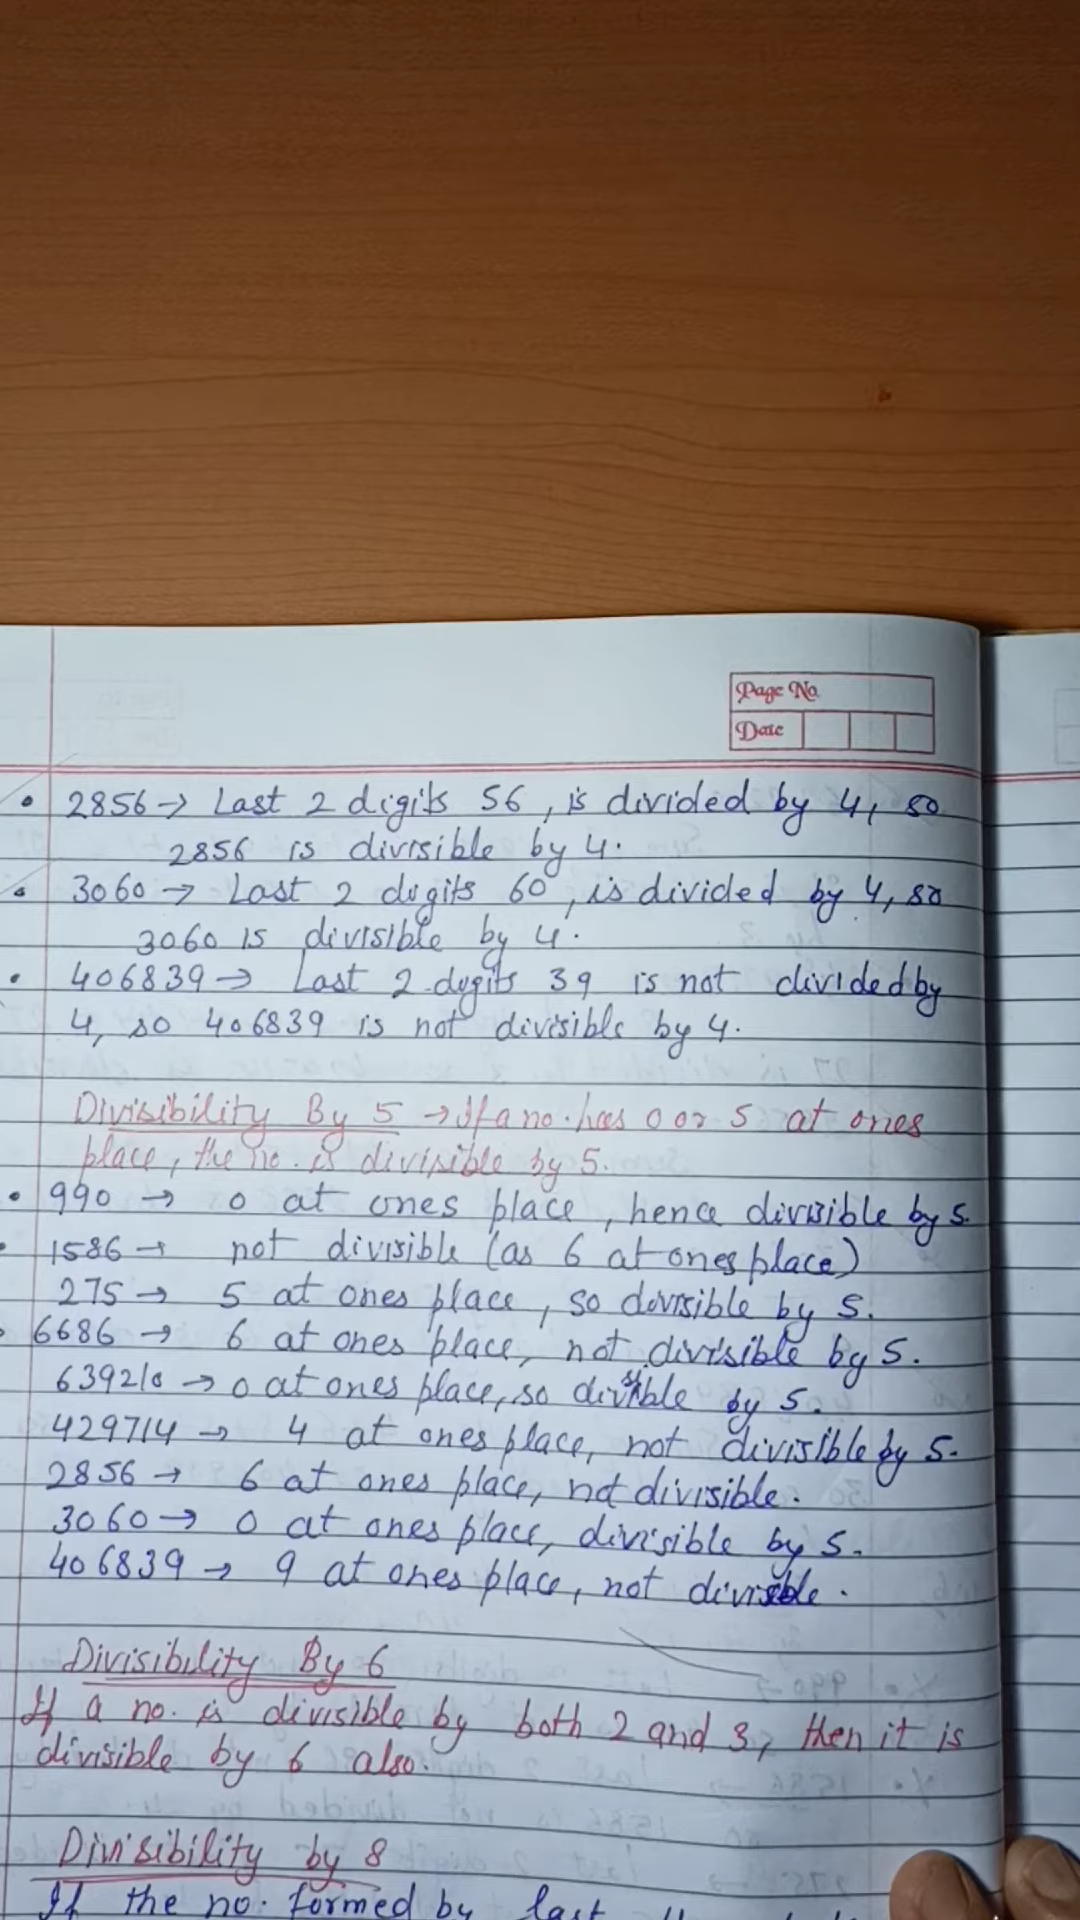 Page No.
Date
• 2856 → Last 2 digits 56, is divided by 4, so
2856 is divisible by 4.
• 3060 → Last 2 digits 60, is divided by 4, so
3060 is divisible by 4.
• 406839 → Last 2 digits 39 is not divided by
4, so 406839 is not divisible by 4.
Divisibility By 5 → If a no. has 0 or 5 at ones
place, the no. is divisible by 5.
• 990 → 0 at ones place, hence divisible by 5.
• 1586 → not divisible (as 6 at ones place)
275 → 5 at ones place, so divisible by 5.
• 6686 → 6 at ones place, not divisible by 5.
639210 → 0 at ones place, so divisible by 5.
429714 → 4 at ones place, not divisible by 5.
2856 → 6 at ones place, not divisible.
3060 → 0 at ones place, divisible by 5.
406839 → 9 at ones place, not divisible.
Divisibility By 6
If a no. is divisible by both 2 and 3, then it is
divisible by 6 also.
Divisibility by 8
If the no. formed by last